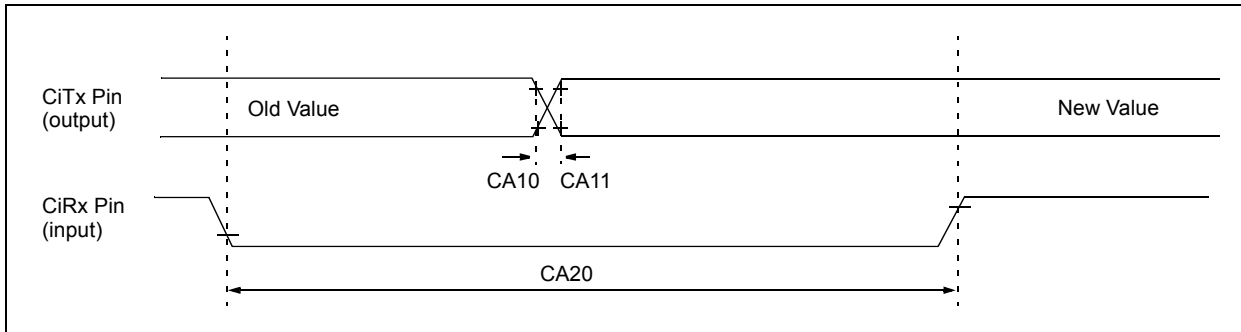 CiTx Pin
(output)
Old Value
New Value
CA10 CA11
CiRx Pin
(input)
CA20